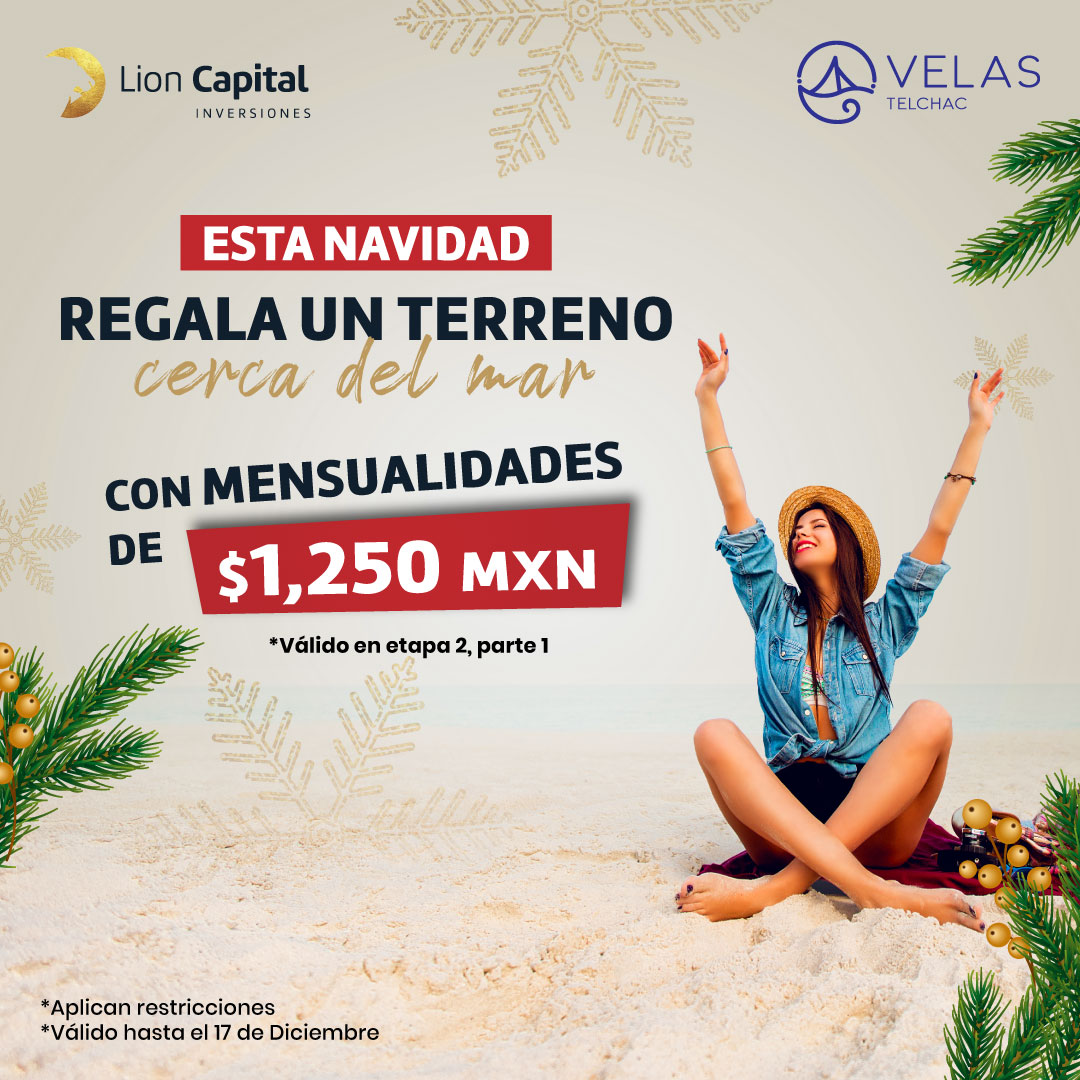 Lion Capital
INVERSIONES
VELAS
TELCHAC
ESTA NAVIDAD
REGALA UN TERRENO
cerca del mar
CON MENSUALIDADES
DE $1,250 MXN
*Válido en etapa 2, parte 1
*Aplican restricciones
*Válido hasta el 17 de Diciembre